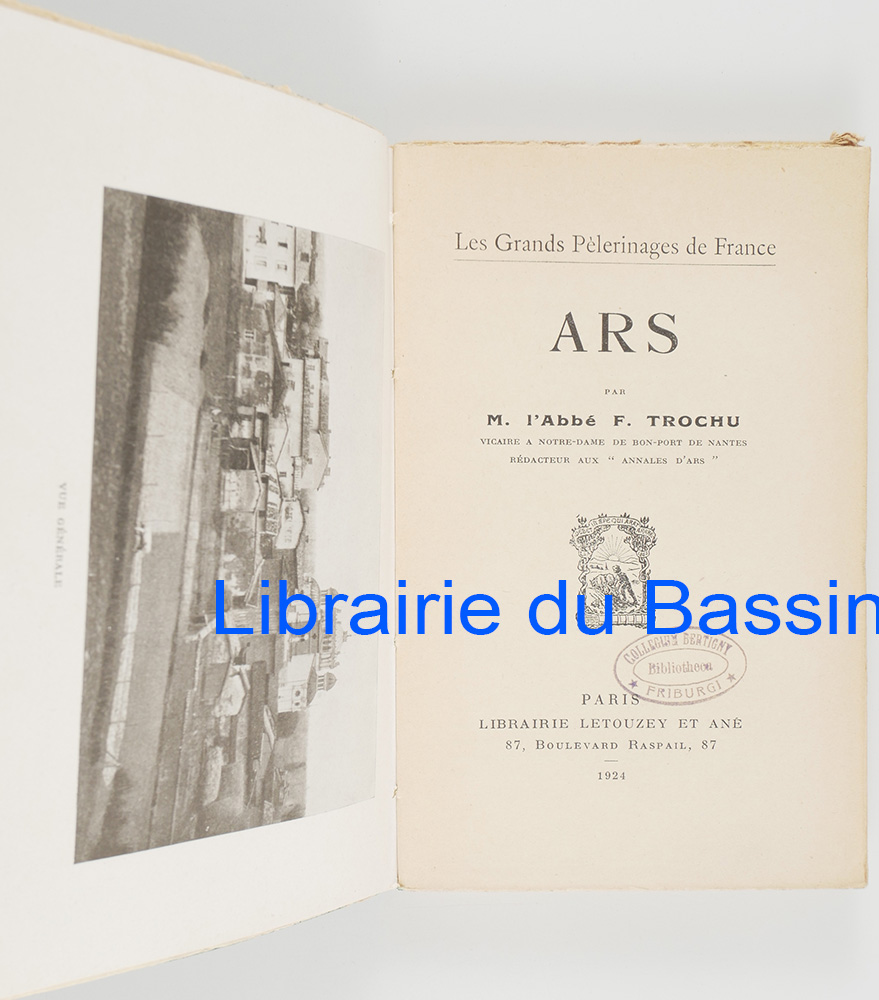 VUE GÉNÉRALE
Les Grands Pèlerinages de France
ARS
PAR
M. l'Abbé F. TROCHU
VICAIRE A NOTRE-DAME DE BON-PORT DE NANTES
RÉDACTEUR AUX “ ANNALES D'ARS ”
Librairie du Bassin
COLLEGIUM BERTIGNY
Bibliotheca
★ FRIBURGI ★
PARIS
LIBRAIRIE LETOUZEY ET ANÉ
87, BOULEVARD RASPAIL, 87
1924